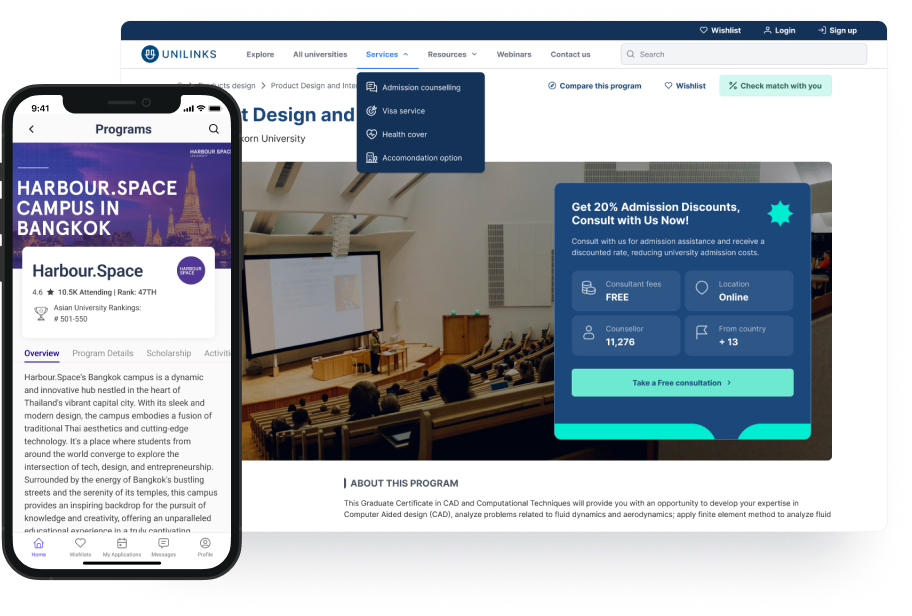 Wishlist
Login
Sign up
UNILINKS
Explore
All universities
Services
Resources
Webinars
Contact us
Search
design
Product Design and Inte
Compare this program
Wishlist
Check match with you
Admission counselling
Visa service
Health cover
Accomondation option
t Design and
korn University
Get 20% Admission Discounts,
Consult with Us Now!
Consult with us for admission assistance and receive a
discounted rate, reducing university admission costs.
Consultant fees
FREE
Location
Online
Counsellor
11,276
From country
+ 13
Take a Free consultation
ABOUT THIS PROGRAM
This Graduate Certificate in CAD and Computational Techniques will provide you with an opportunity to develop your expertise in
Computer Aided design (CAD), analyze problems related to fluid dynamics and aerodynamics; apply finite element method to analyze fluid
9:41
Programs
HARBOUR SPAC
UNIVERSITY
HARBOUR.SPACE
CAMPUS IN
BANGKOK
Harbour.Space
HARBOUR
SPACE
4.6 ★ 10.5K Attending | Rank: 47TH
Asian University Rankings:
# 501-550
Overview
Program Details
Scholarship
Activiti
Harbour.Space's Bangkok campus is a dynamic
and innovative hub nestled in the heart of
Thailand's vibrant capital city. With its sleek and
modern design, the campus embodies a fusion of
traditional Thai aesthetics and cutting-edge
technology. It's a place where students from
around the world converge to explore the
intersection of tech, design, and entrepreneurship.
Surrounded by the energy of Bangkok's bustling
streets and the serenity of its temples, this campus
provides an inspiring backdrop for the pursuit of
knowledge and creativity, offering an unparalleled
educational experience in a truly captivating
Home
Wishlists
My Applications
Messages
Profile